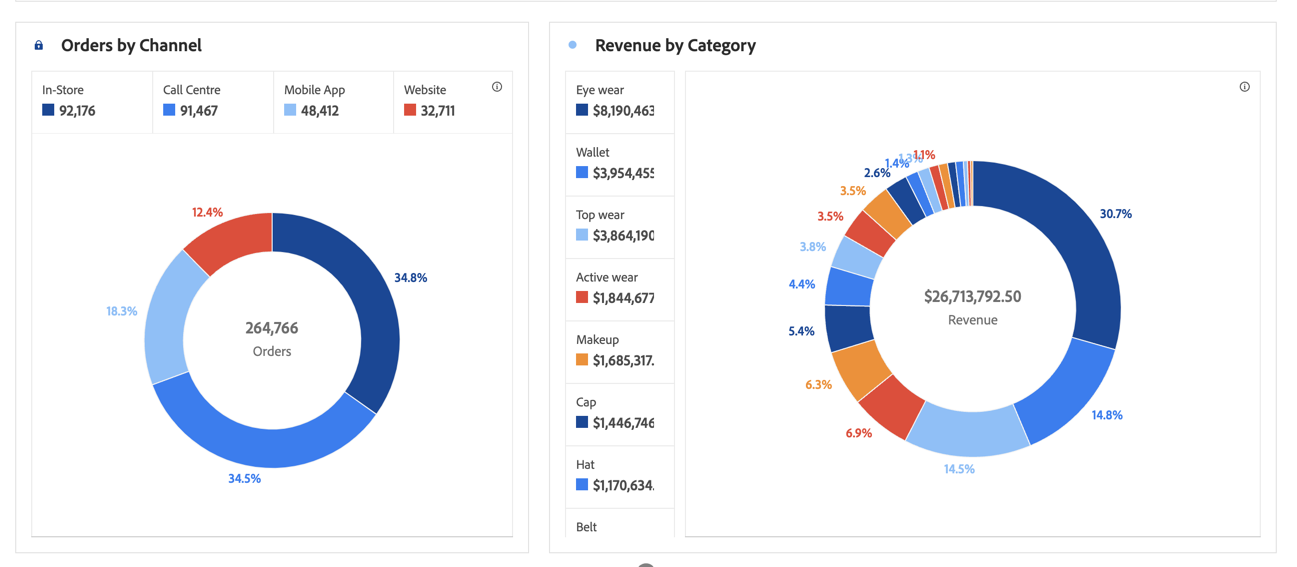 Orders by Channel
In-Store
92,176
Call Centre
91,467
Mobile App
48,412
Website
32,711
12.4%
34.8%
18.3%
264,766
Orders
34.5%
Revenue by Category
Eye wear
$8,190,463
Wallet
$3,954,455
Top wear
$3,864,190
Active wear
$1,844,677
Makeup
$1,685,317.
Cap
$1,446,746
Hat
$1,170,634.
Belt
1.1%
1.3%
1.4%
2.6%
3.5%
3.5%
3.8%
4.4%
5.4%
6.3%
6.9%
14.5%
14.8%
30.7%
$26,713,792.50
Revenue